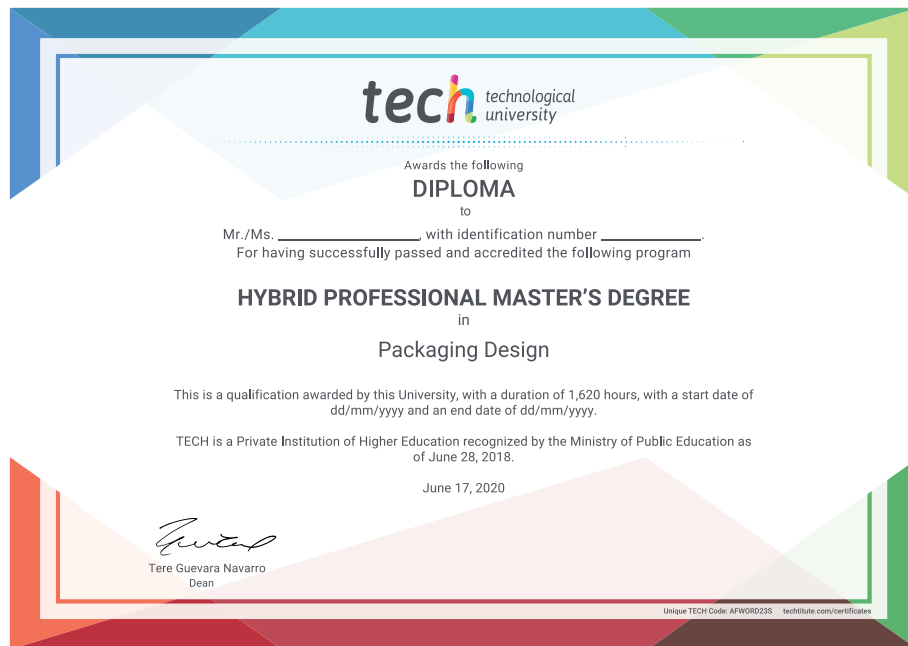 tech technological
university
Awards the following
DIPLOMA
to
Mr./Ms. ____________________, with identification number ______________.
For having successfully passed and accredited the following program
HYBRID PROFESSIONAL MASTER’S DEGREE
in
Packaging Design
This is a qualification awarded by this University, with a duration of 1,620 hours, with a start date of
dd/mm/yyyy and an end date of dd/mm/yyyy.
TECH is a Private Institution of Higher Education recognized by the Ministry of Public Education as
of June 28, 2018.
June 17, 2020
Tere Guevara Navarro
Dean
Unique TECH Code: AFWORD23S techtitute.com/certificates